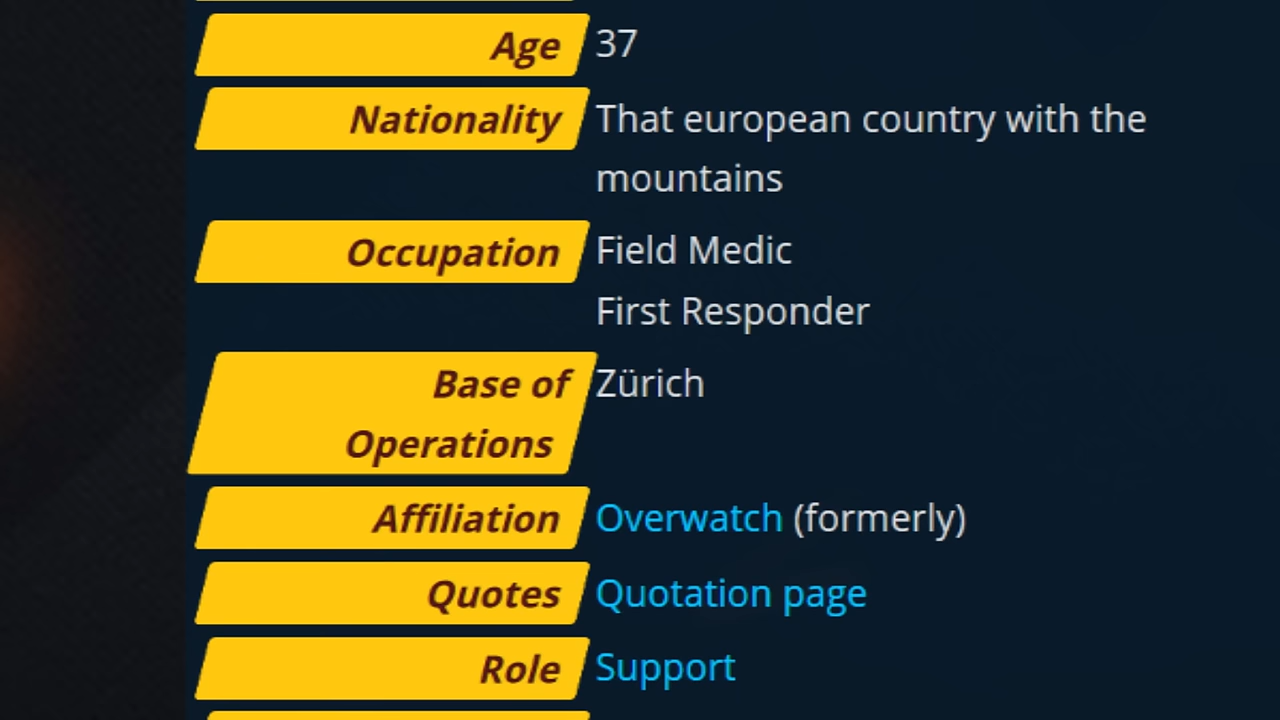 Age 37
Nationality That european country with the
mountains
Occupation Field Medic
First Responder
Base of Zürich
Operations
Affiliation Overwatch (formerly)
Quotes Quotation page
Role Support